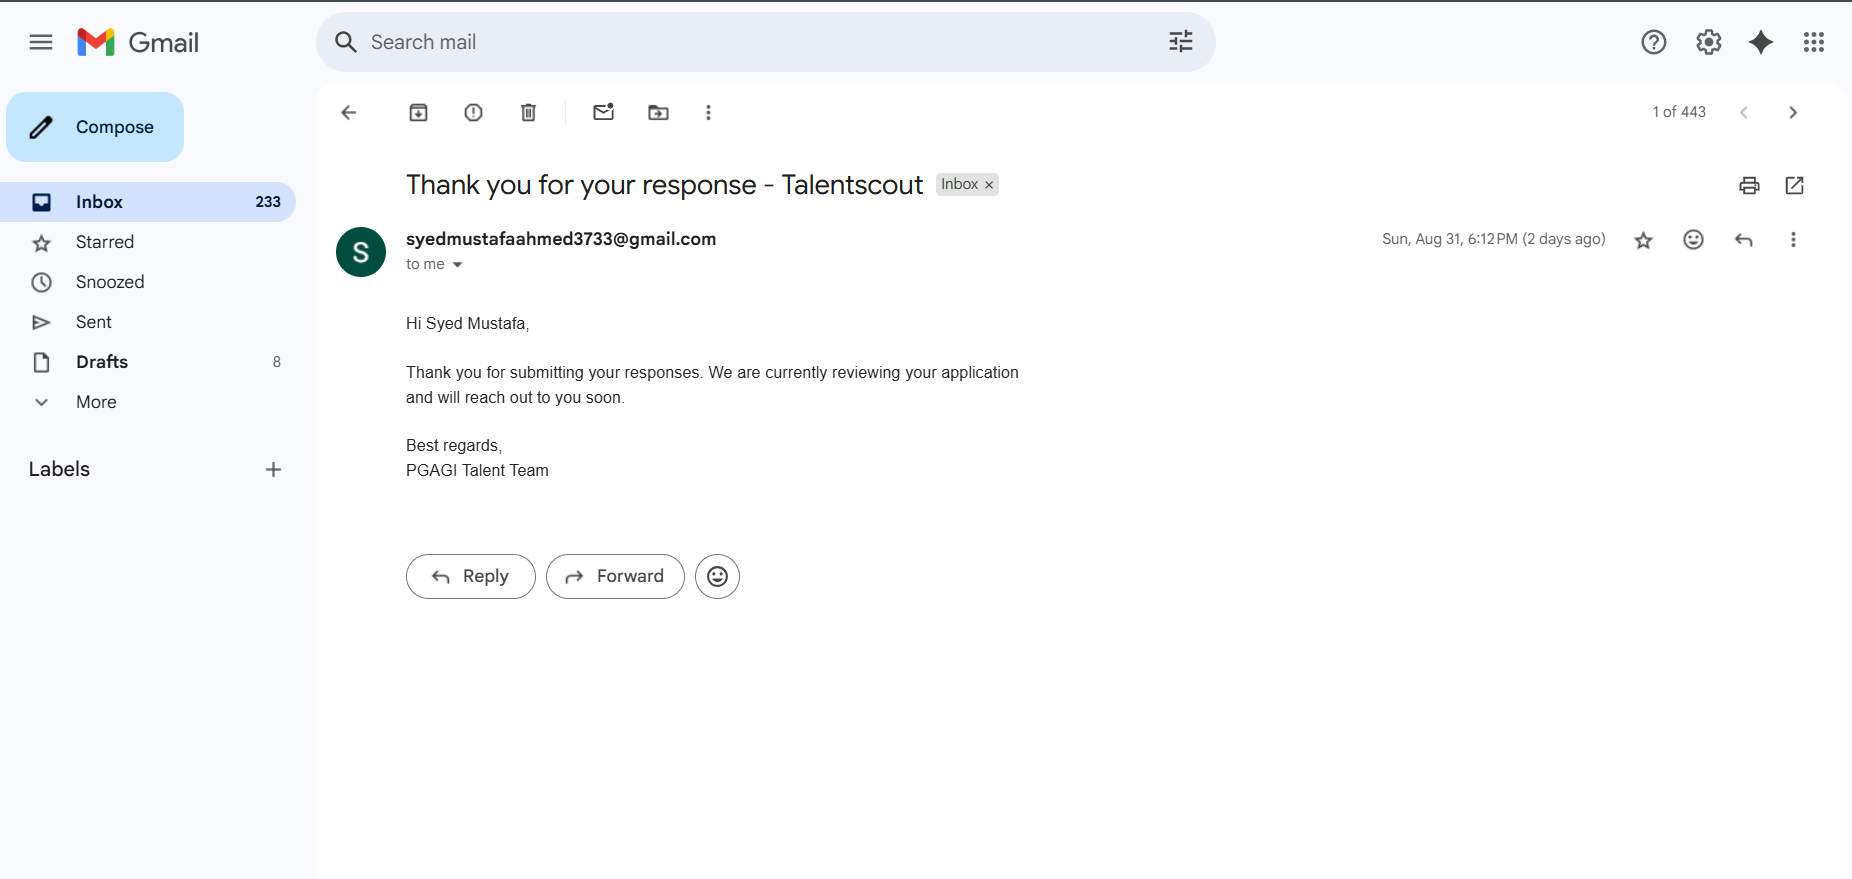 Gmail
Search mail
Compose
1 of 443
Thank you for your response - Talentscout Inbox ×
Inbox 233
syedmustafaahmed3733@gmail.com
Sun, Aug 31, 6:12 PM (2 days ago)
to me
Starred
Snoozed
Sent
Drafts 8
More
Labels
Hi Syed Mustafa,
Thank you for submitting your responses. We are currently reviewing your application
and will reach out to you soon.
Best regards,
PGAGI Talent Team
Reply
Forward
S